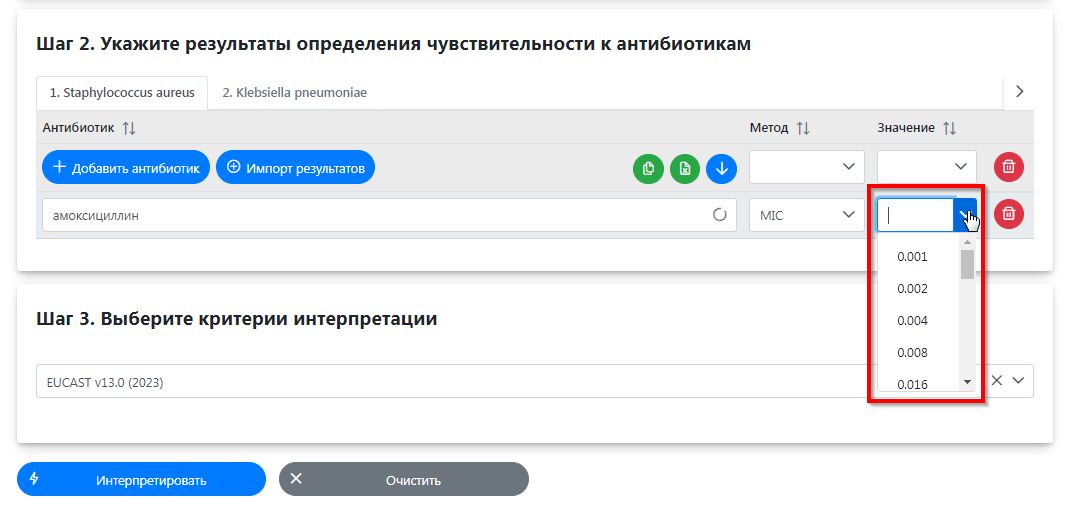 Шаг 2. Укажите результаты определения чувствительности к антибиотикам
1. Staphylococcus aureus 2. Klebsiella pneumoniae
Антибиотик Метод Значение
Добавить антибиотик Импорт результатов
амоксициллин MIC
0.001
0.002
0.004
0.008
0.016
Шаг 3. Выберите критерии интерпретации
EUCAST v13.0 (2023)
Интерпретировать Очистить